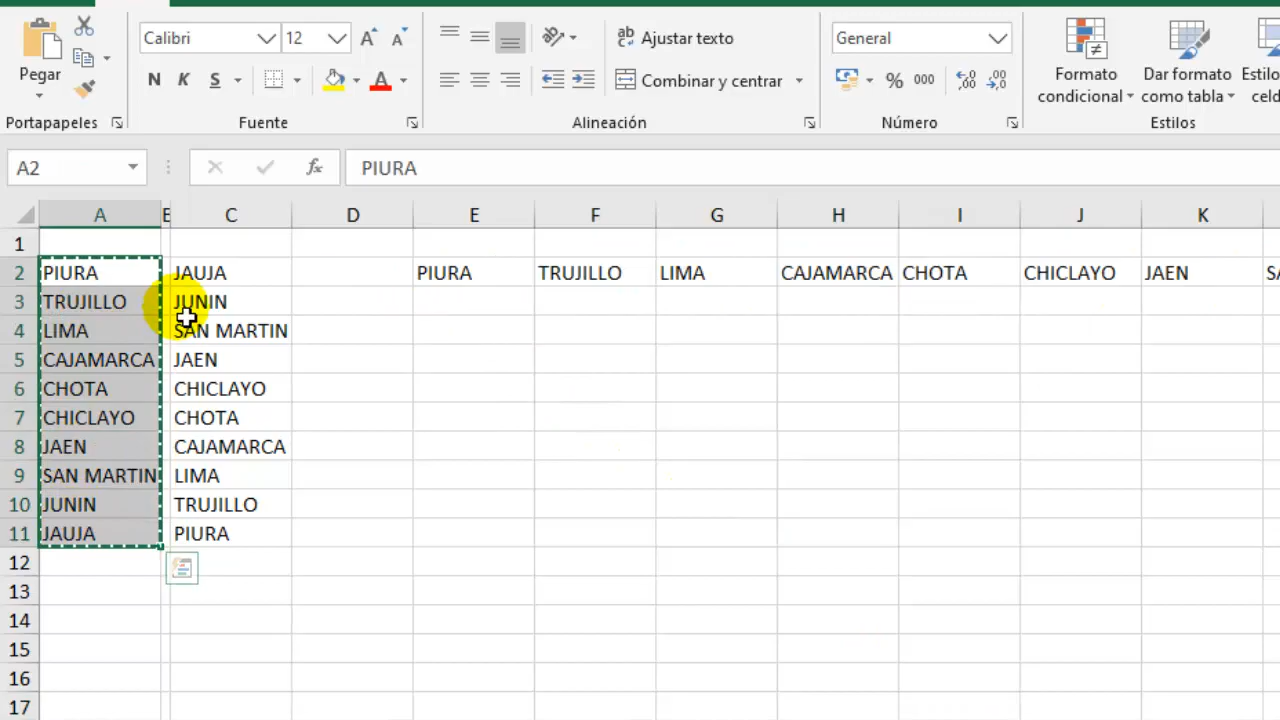 Calibri 12 Ajustar texto General
Pegar N K S A Combinar y centrar % 000 Formato condicional Dar formato como tabla Estilo celd
Portapapeles Fuente Alineación Número Estilos
A2 fx PIURA
A C D E F G H I J K
1
2 PIURA JAUJA PIURA TRUJILLO LIMA CAJAMARCA CHOTA CHICLAYO JAEN SA
3 TRUJILLO JUNIN
4 LIMA SAN MARTIN
5 CAJAMARCA JAEN
6 CHOTA CHICLAYO
7 CHICLAYO CHOTA
8 JAEN CAJAMARCA
9 SAN MARTIN LIMA
10 JUNIN TRUJILLO
11 JAUJA PIURA
12
13
14
15
16
17